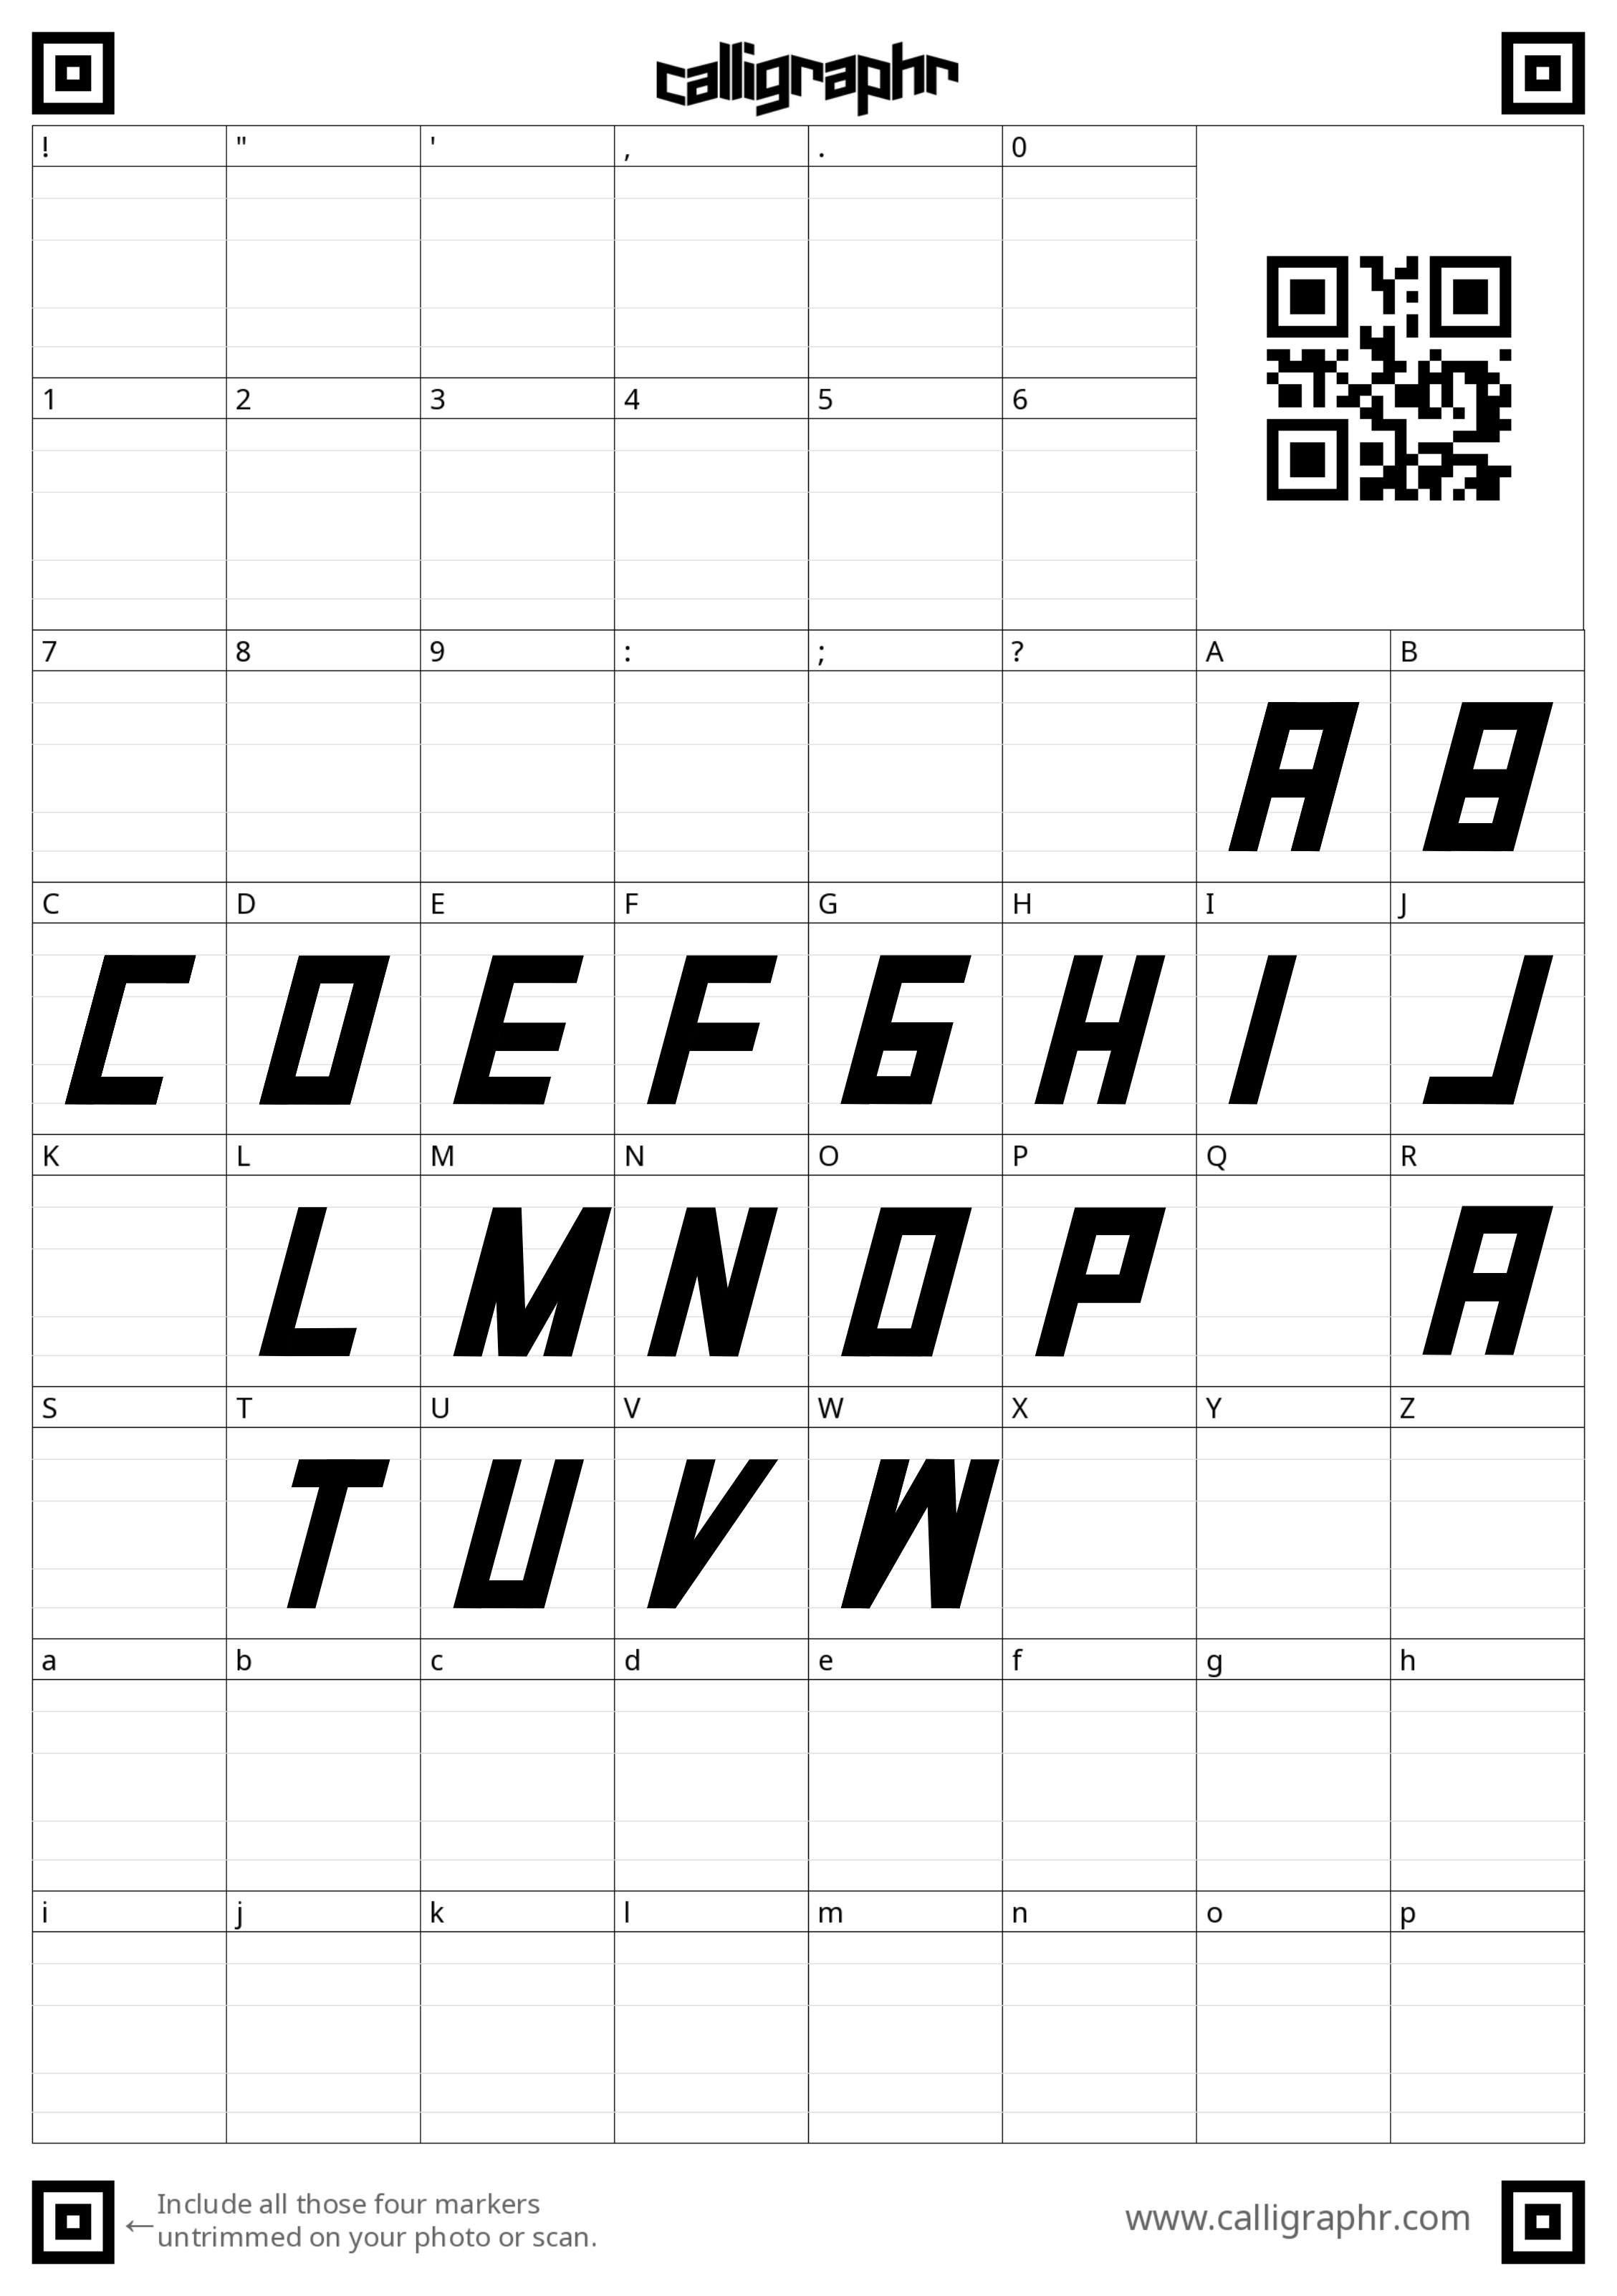 calligraphr
! " ' , . 0
1 2 3 4 5 6
7 8 9 : ; ? A B
A B
C D E F G H I J
C D E F G H I J
K L M N O P Q R
L M N O P A
S T U V W X Y Z
T U V W
a b c d e f g h
i j k l m n o p
←Include all those four markers
untrimmed on your photo or scan.
www.calligraphr.com